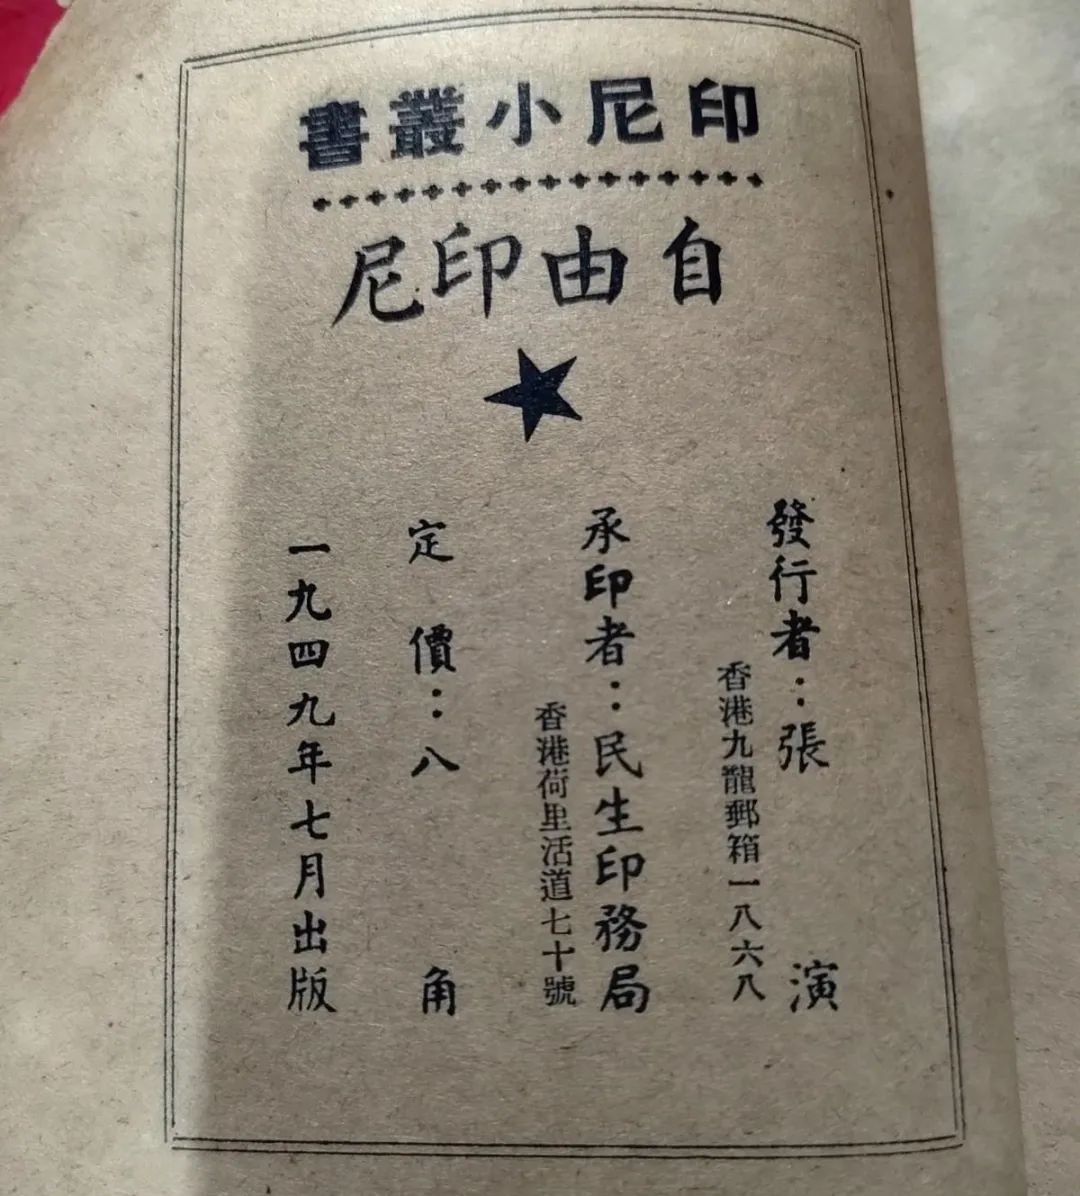 印尼小叢書
自由印尼
發行者：張演
香港九龍郵箱一八六八
承印者：民生印務局
香港荷里活道七十號
定價：八角
一九四九年七月出版